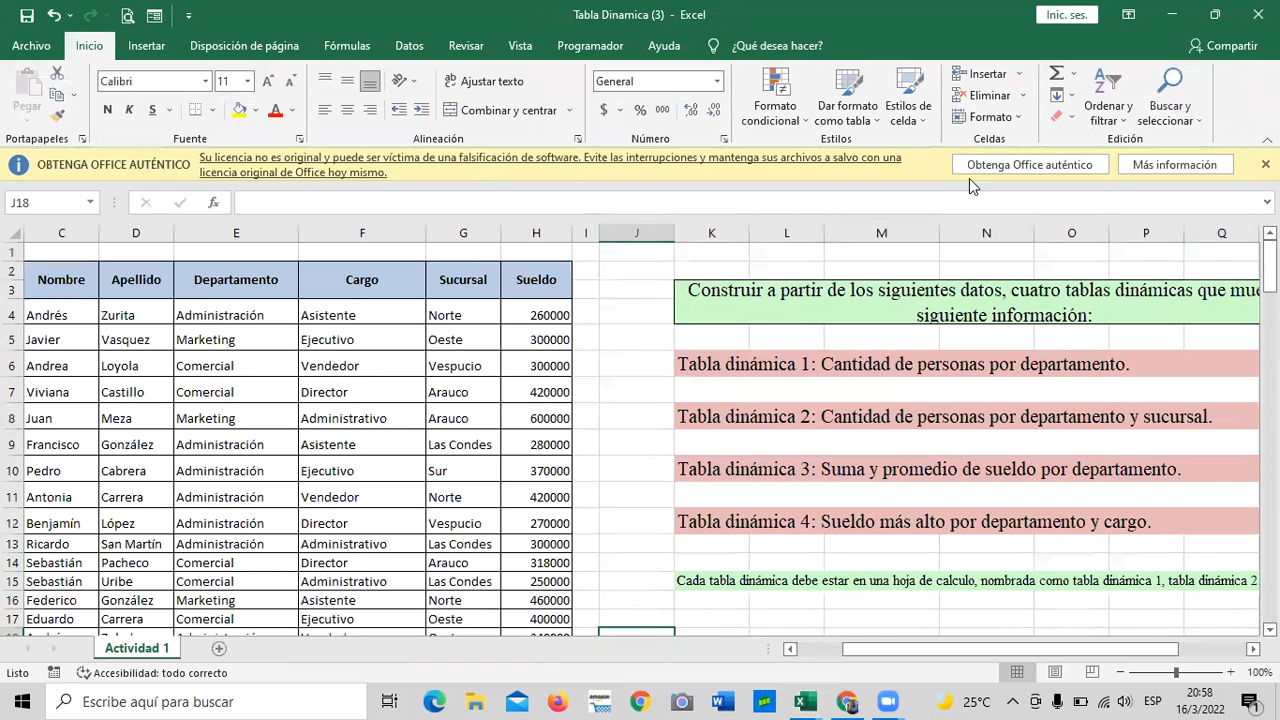 Tabla Dinamica (3) - Excel
Inic. ses.
Archivo Inicio Insertar Disposición de página Fórmulas Datos Revisar Vista Programador Ayuda ¿Qué desea hacer? Compartir
Pegar
Calibri 11
N K S A
Ajustar texto
Combinar y centrar
General
$ % 000
Formato condicional
Dar formato como tabla
Estilos de celda
Insertar
Eliminar
Formato
Ordenar y filtrar
Buscar y seleccionar
Portapapeles Fuente Alineación Número Estilos Celdas Edición
OBTENGA OFFICE AUTÉNTICO
Su licencia no es original y puede ser víctima de una falsificación de software. Evite las interrupciones y mantenga sus archivos a salvo con una
licencia original de Office hoy mismo.
Obtenga Office auténtico Más información
J18 fx
C D E F G H I J K L M N O P Q
1
2
3
Nombre Apellido Departamento Cargo Sucursal Sueldo
Construir a partir de los siguientes datos, cuatro tablas dinámicas que mue
siguiente información:
4 Andrés Zurita Administración Asistente Norte 260000
5 Javier Vasquez Marketing Ejecutivo Oeste 300000
6 Andrea Loyola Comercial Vendedor Vespucio 300000 Tabla dinámica 1: Cantidad de personas por departamento.
7 Viviana Castillo Comercial Director Arauco 420000
8 Juan Meza Marketing Administrativo Arauco 600000 Tabla dinámica 2: Cantidad de personas por departamento y sucursal.
9 Francisco González Administración Asistente Las Condes 280000
10 Pedro Cabrera Administración Ejecutivo Sur 370000 Tabla dinámica 3: Suma y promedio de sueldo por departamento.
11 Antonia Carrera Administración Vendedor Norte 420000
12 Benjamín López Administración Director Vespucio 270000 Tabla dinámica 4: Sueldo más alto por departamento y cargo.
13 Ricardo San Martín Administración Administrativo Las Condes 300000
14 Sebastián Pacheco Comercial Director Arauco 318000
15 Sebastián Uribe Comercial Administrativo Las Condes 250000 Cada tabla dinámica debe estar en una hoja de calculo, nombrada como tabla dinámica 1, tabla dinámica 2
16 Federico González Marketing Asistente Norte 460000
17 Eduardo Carrera Comercial Ejecutivo Oeste 400000
Actividad 1
Listo Accesibilidad: todo correcto 100%
Escribe aquí para buscar
25°C
ESP
20:58
16/3/2022